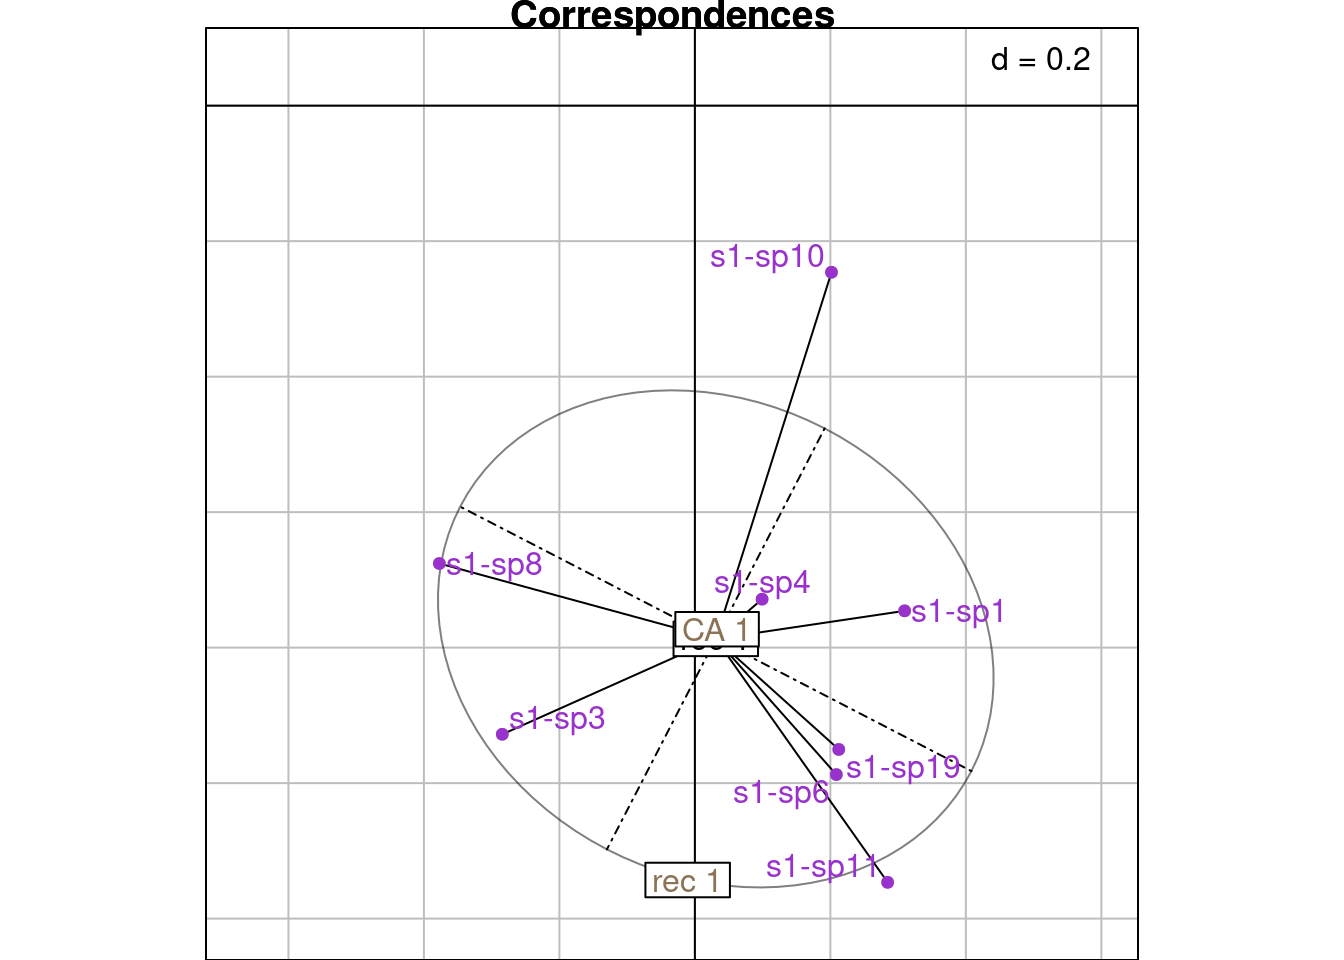 Correspondences
d = 0.2
s1-sp10
s1-sp8
s1-sp4
s1-sp1
CA 1
s1-sp3
s1-sp19
s1-sp6
s1-sp11
rec 1